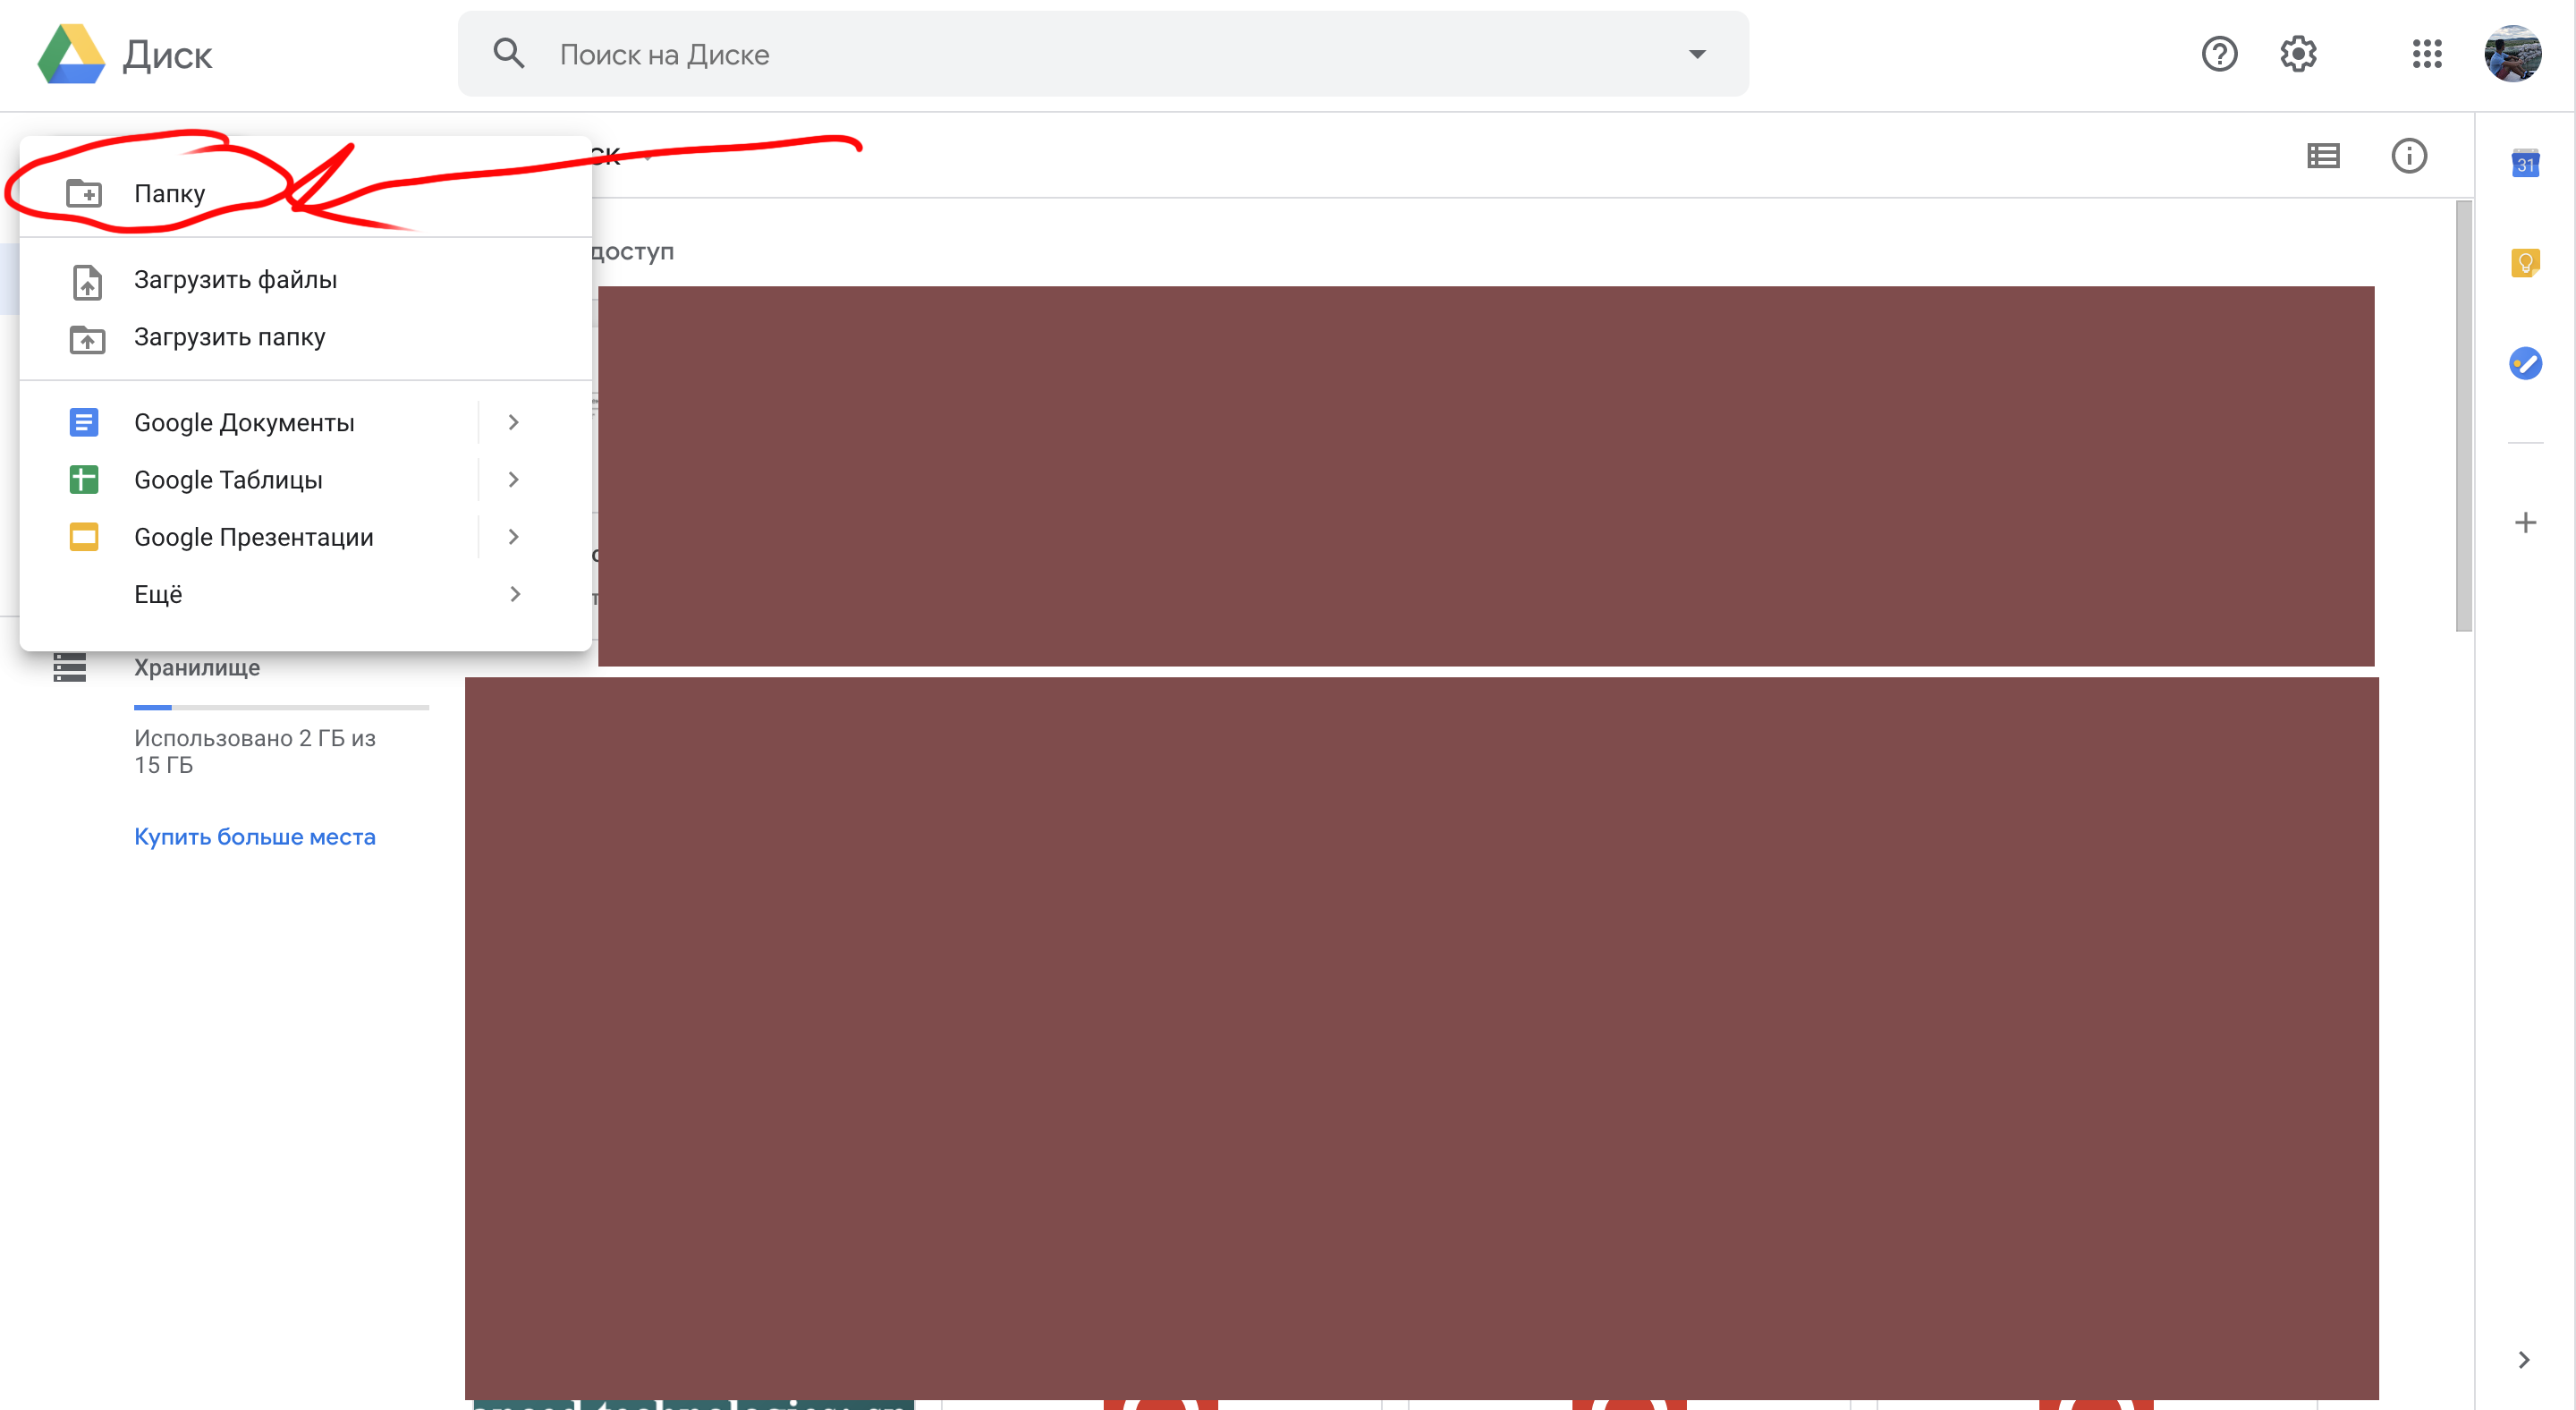 Диск
Поиск на Диске
ск
31
Папку
доступ
Загрузить файлы
Загрузить папку
Google Документы
Google Таблицы
Google Презентации
Ещё
Хранилище
Использовано 2 ГБ из
15 ГБ
Купить больше места